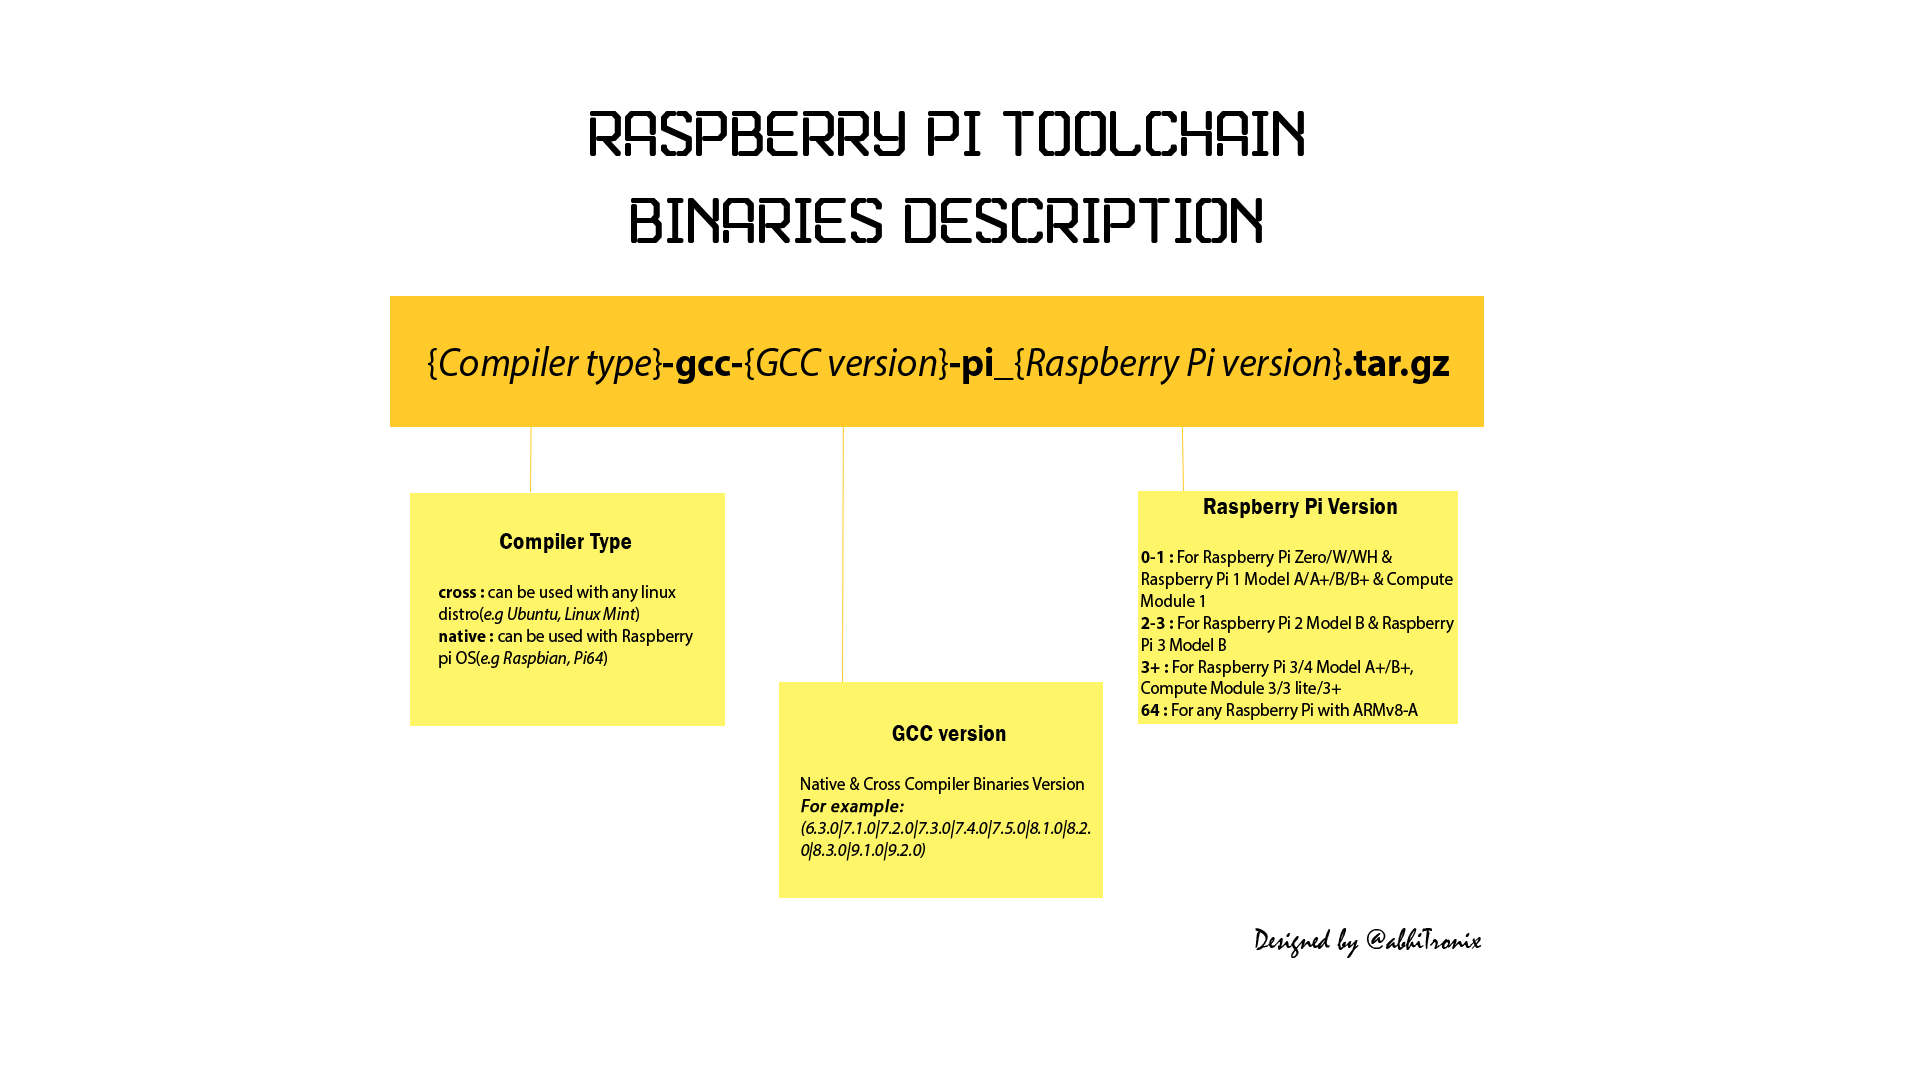 RASPBERRY PI TOOLCHAIN
BINARIES DESCRIPTION
{Compiler type}-gcc-{GCC version}-pi_{Raspberry Pi version}.tar.gz
Compiler Type
cross : can be used with any linux
distro(e.g Ubuntu, Linux Mint)
native : can be used with Raspberry
pi OS(e.g Raspbian, Pi64)
GCC version
Native & Cross Compiler Binaries Version
For example:
(6.3.0|7.1.0|7.2.0|7.3.0|7.4.0|7.5.0|8.1.0|8.2.
0|8.3.0|9.1.0|9.2.0)
Raspberry Pi Version
0-1 : For Raspberry Pi Zero/W/WH &
Raspberry Pi 1 Model A/A+/B/B+ & Compute
Module 1
2-3 : For Raspberry Pi 2 Model B & Raspberry
Pi 3 Model B
3+ : For Raspberry Pi 3/4 Model A+/B+,
Compute Module 3/3 lite/3+
64 : For any Raspberry Pi with ARMv8-A
Designed by @abhiTronix